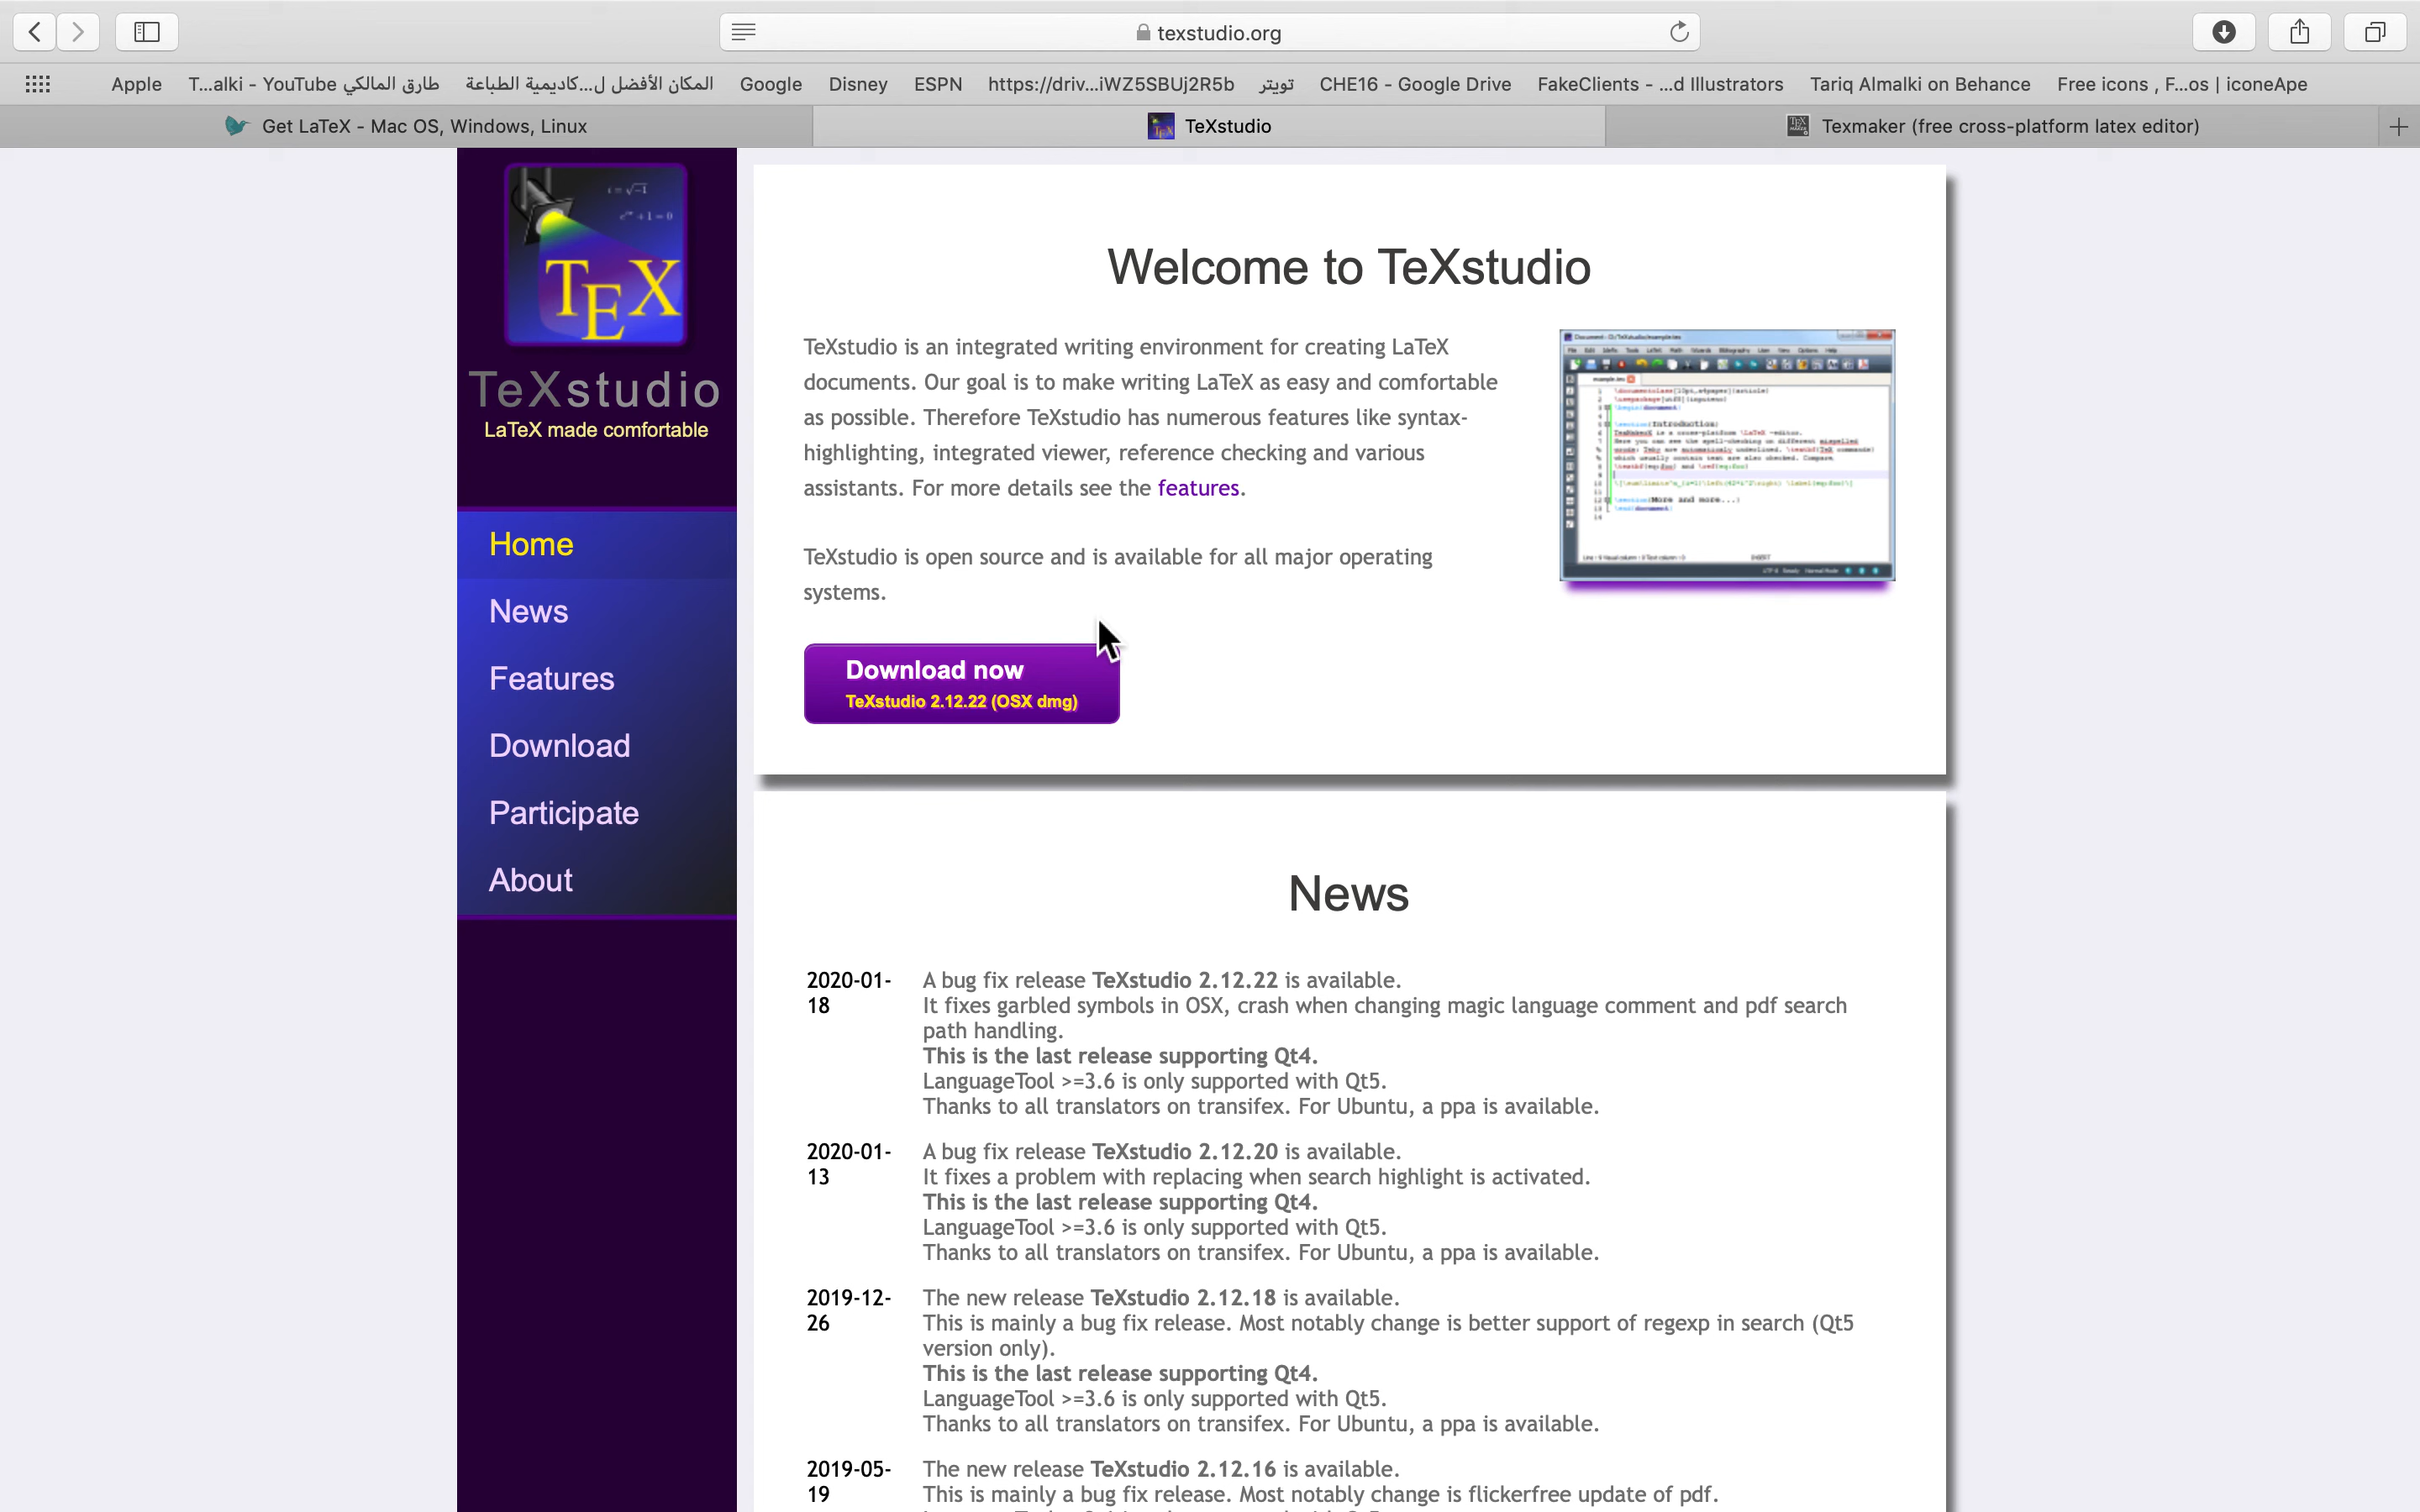 texstudio.org
Apple
T...alki - YouTube طارق المالكي
المكان الأفضل ل...كاديمية الطباعة
Google
Disney
ESPN
https://driv...iWZ5SBUj2R5b
تويتر
CHE16 - Google Drive
FakeClients - ...d Illustrators
Tariq Almalki on Behance
Free icons , F...os | iconeApe
Get LaTeX - Mac OS, Windows, Linux
TeXstudio
Texmaker (free cross-platform latex editor)
TEX
TeXstudio
LaTeX made comfortable
Home
News
Features
Download
Participate
About
Welcome to TeXstudio
TeXstudio is an integrated writing environment for creating LaTeX
documents. Our goal is to make writing LaTeX as easy and comfortable
as possible. Therefore TeXstudio has numerous features like syntax-
highlighting, integrated viewer, reference checking and various
assistants. For more details see the features.
TeXstudio is open source and is available for all major operating
systems.
Download now
TeXstudio 2.12.22 (OSX dmg)
News
2020-01-18
A bug fix release TeXstudio 2.12.22 is available.
It fixes garbled symbols in OSX, crash when changing magic language comment and pdf search
path handling.
This is the last release supporting Qt4.
LanguageTool >=3.6 is only supported with Qt5.
Thanks to all translators on transifex. For Ubuntu, a ppa is available.
2020-01-13
A bug fix release TeXstudio 2.12.20 is available.
It fixes a problem with replacing when search highlight is activated.
This is the last release supporting Qt4.
LanguageTool >=3.6 is only supported with Qt5.
Thanks to all translators on transifex. For Ubuntu, a ppa is available.
2019-12-26
The new release TeXstudio 2.12.18 is available.
This is mainly a bug fix release. Most notably change is better support of regexp in search (Qt5
version only).
This is the last release supporting Qt4.
LanguageTool >=3.6 is only supported with Qt5.
Thanks to all translators on transifex. For Ubuntu, a ppa is available.
2019-05-19
The new release TeXstudio 2.12.16 is available.
This is mainly a bug fix release. Most notably change is flickerfree update of pdf.